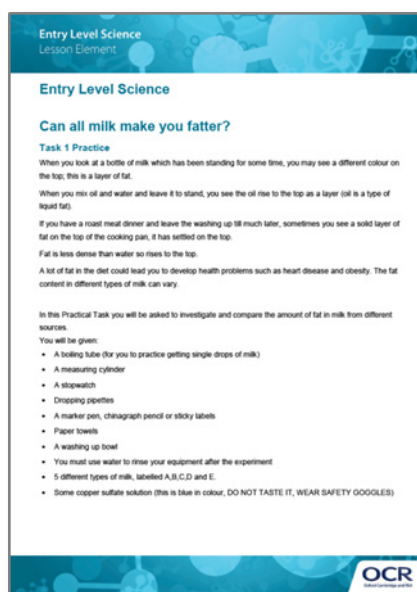 Entry Level Science
Lesson Element
Entry Level Science
Can all milk make you fatter?
Task 1 Practice
When you look at a bottle of milk which has been standing for some time, you may see a different colour on
the top; this is a layer of fat.
When you mix oil and water and leave it to stand, you see the oil rise to the top as a layer (oil is a type of
liquid fat).
If you have a roast meat dinner and leave the washing up till much later, sometimes you see a solid layer of
fat on the top of the cooking pan, it has settled on the top.
Fat is less dense than water so rises to the top.
A lot of fat in the diet could lead you to develop health problems such as heart disease and obesity. The fat
content in different types of milk can vary.
In this Practical Task you will be asked to investigate and compare the amount of fat in milk from different
sources.
You will be given:
• A boiling tube (for you to practice getting single drops of milk)
• A measuring cylinder
• A stopwatch
• Dropping pipettes
• A marker pen, chinagraph pencil or sticky labels
• Paper towels
• A washing up bowl
• You must use water to rinse your equipment after the experiment
• 5 different types of milk, labelled A,B,C,D and E.
• Some copper sulfate solution (this is blue in colour, DO NOT TASTE IT, WEAR SAFETY GOGGLES)
OCR
Oxford Cambridge and RSA